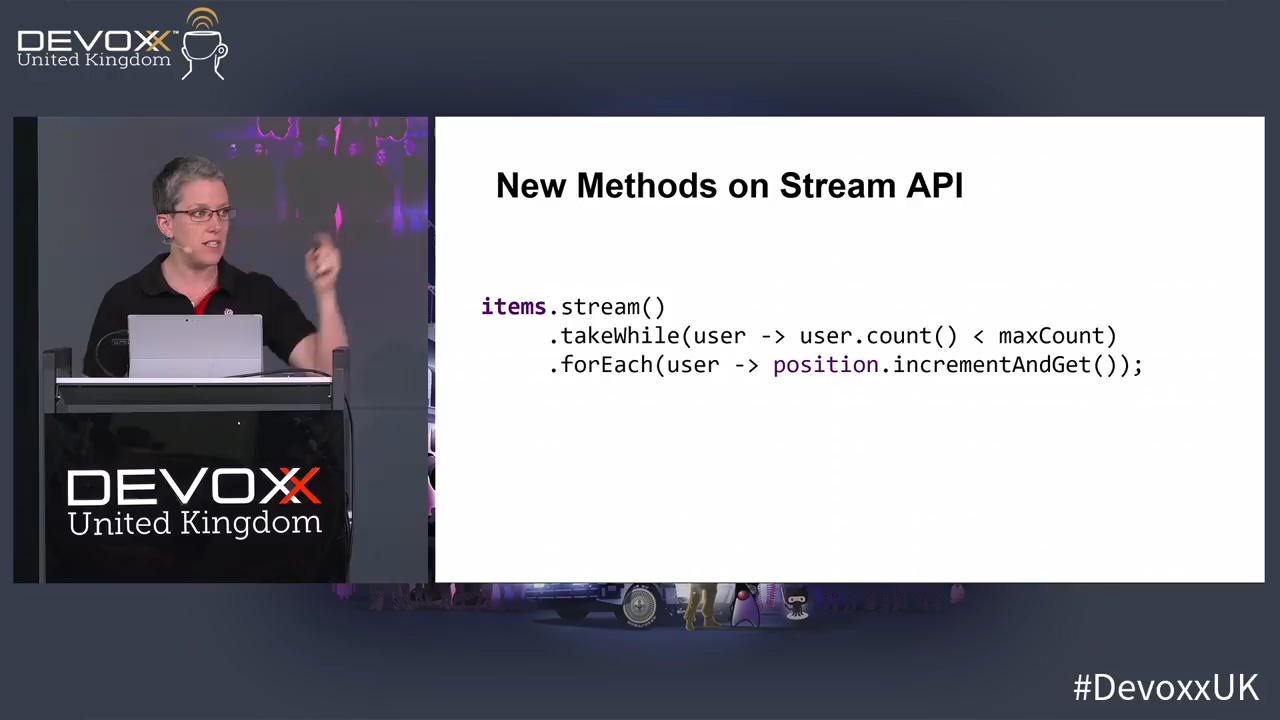 DEVOXX™
United Kingdom
New Methods on Stream API
items.stream()
.takeWhile(user -> user.count() < maxCount)
.forEach(user -> position.incrementAndGet());
DEVOXX
United Kingdom
#DevoxxUK